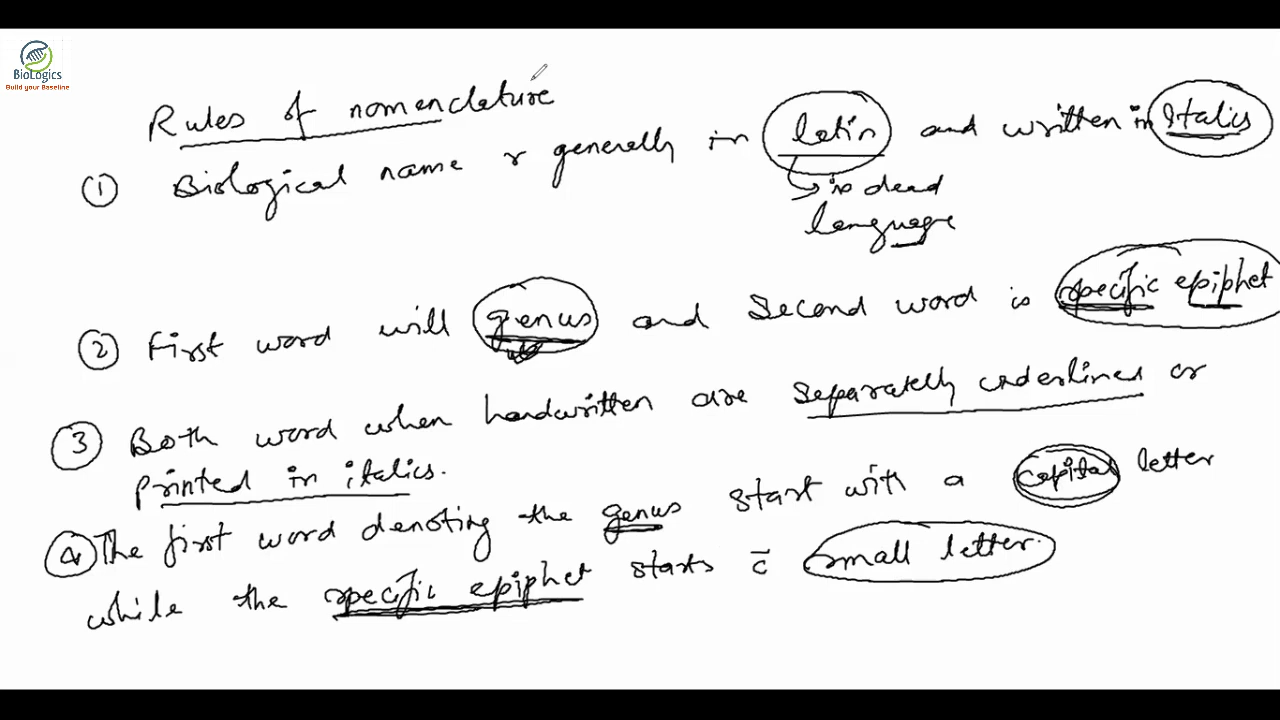 BioLogics
Build your Baseline
Rules of nomenclature
① Biological name r generally in latin and written in Italics
is dead
language
② First word will genus and second word is specific epiphet
③ Both word when handwritten are separately underlined or
printed in italics.
④ The first word denoting the genus start with a capital letter
while the specific epiphet starts c̄ small letter.